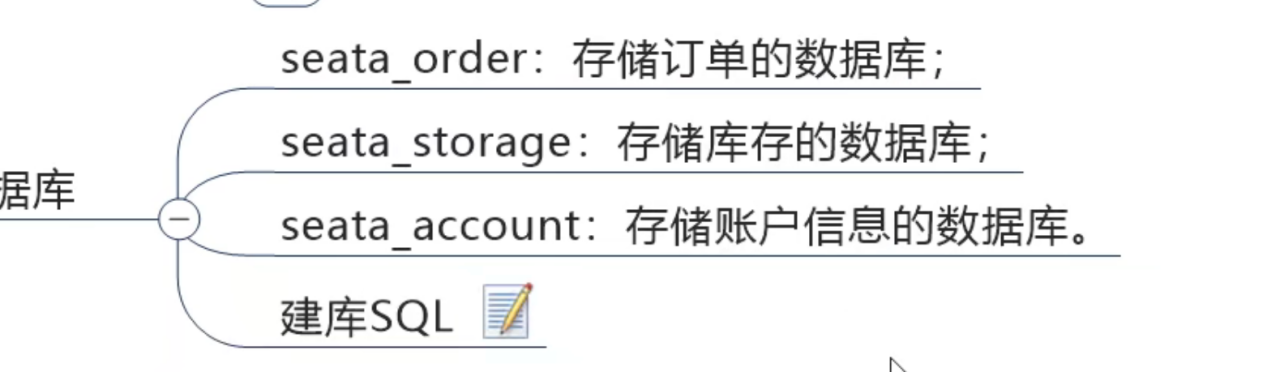 seata_order：存储订单的数据库；
seata_storage：存储库存的数据库；
据库
seata_account：存储账户信息的数据库。
建库SQL